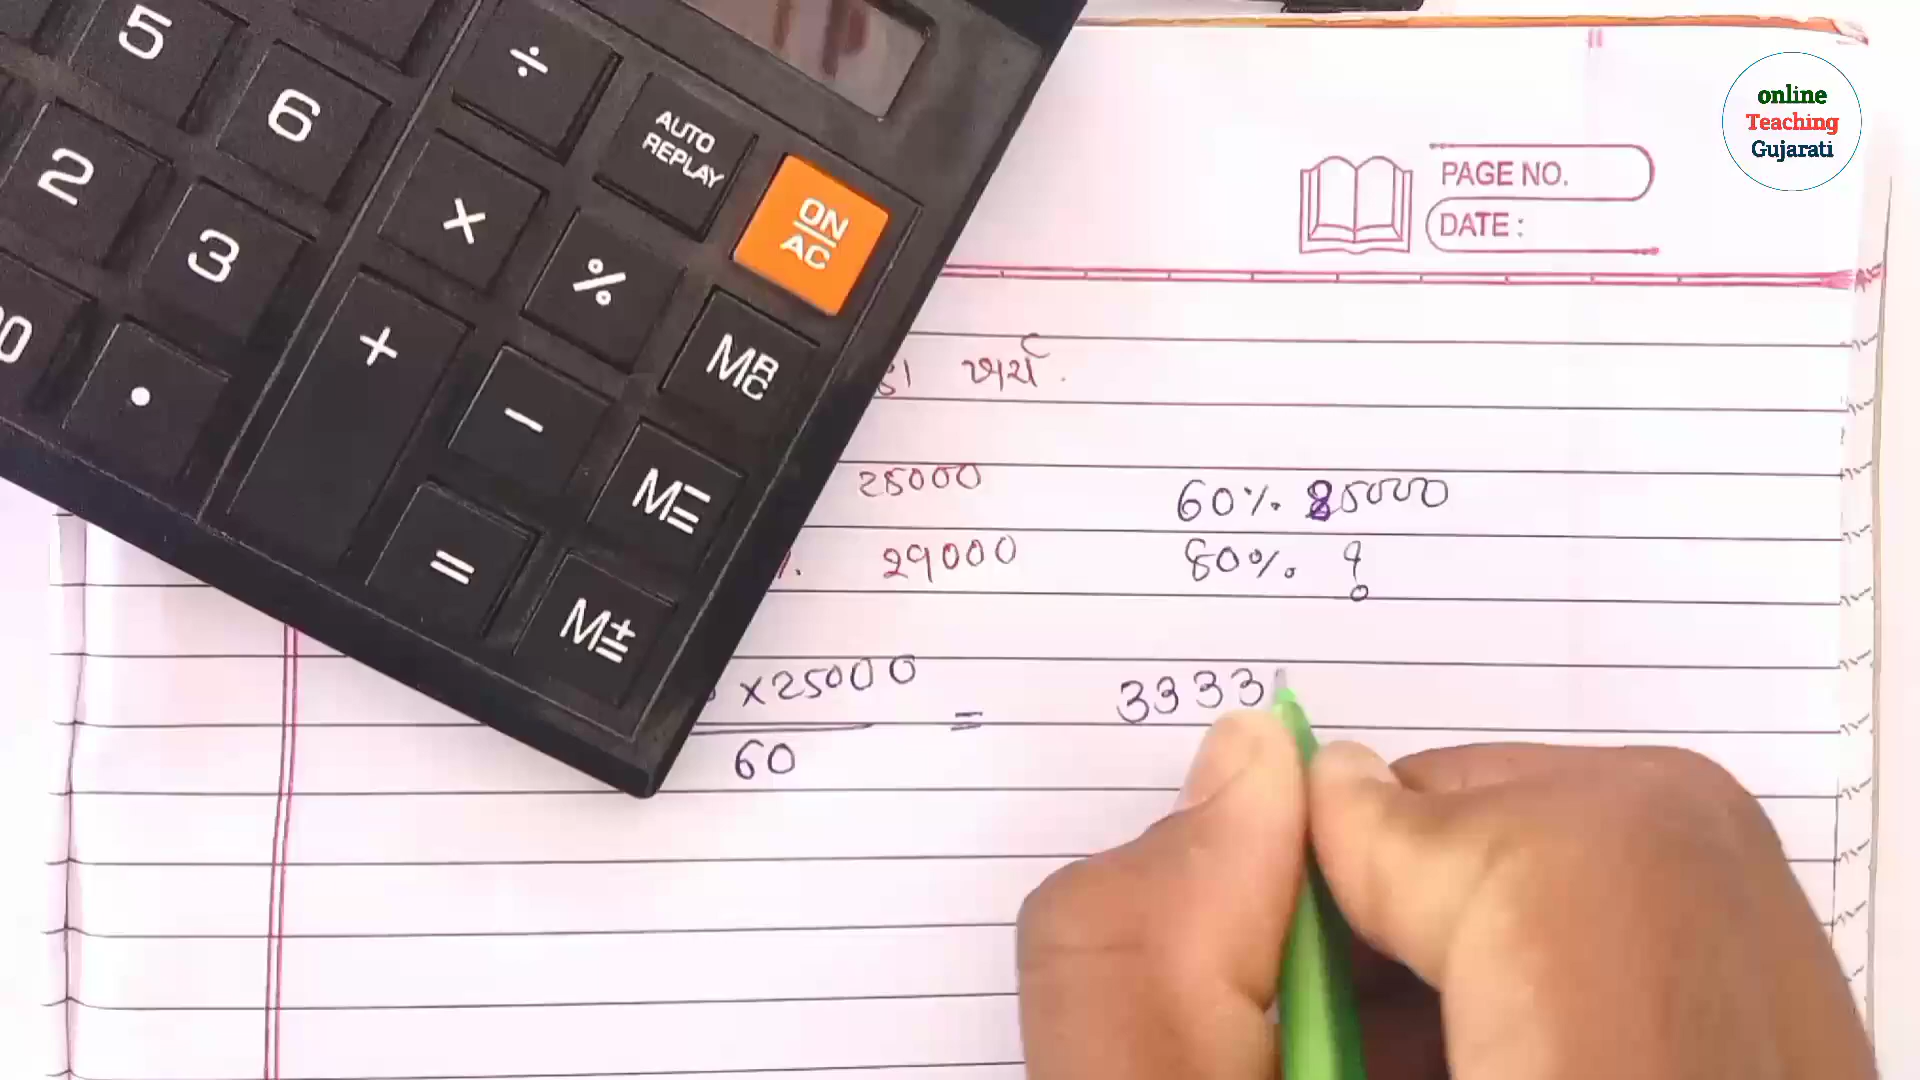 online
Teaching
Gujarati
5
÷
6
AUTO
REPLAY
ON
AC
2
×
3
%
MRC
+
.
−
M=
=
M±
PAGE NO.
DATE :
ખર્ચ.
25000 60% 25000
29000 80% ?
×25000
60
= 3333